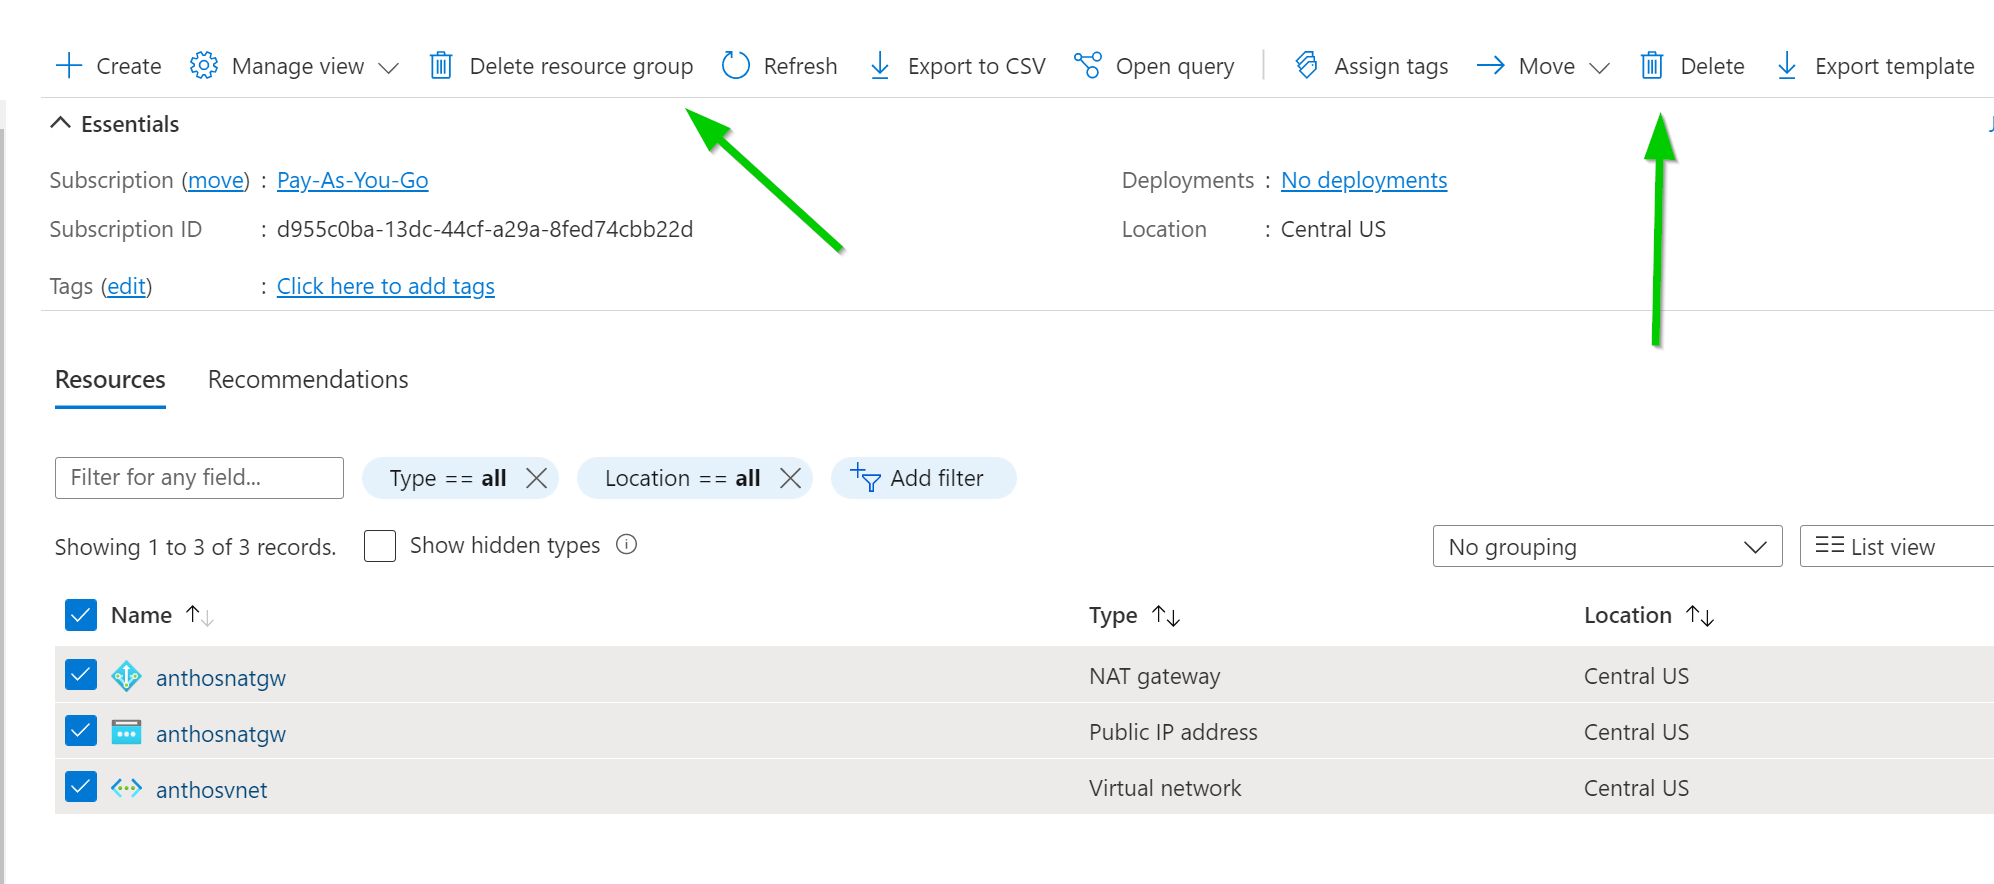 Create Manage view Delete resource group Refresh Export to CSV Open query Assign tags Move Delete Export template
Essentials
Subscription (move) : Pay-As-You-Go Deployments : No deployments
Subscription ID : d955c0ba-13dc-44cf-a29a-8fed74cbb22d Location : Central US
Tags (edit) : Click here to add tags
Resources Recommendations
Filter for any field... Type == all Location == all Add filter
Showing 1 to 3 of 3 records. Show hidden types No grouping List view
Name Type Location
anthosnatgw NAT gateway Central US
anthosnatgw Public IP address Central US
anthosvnet Virtual network Central US